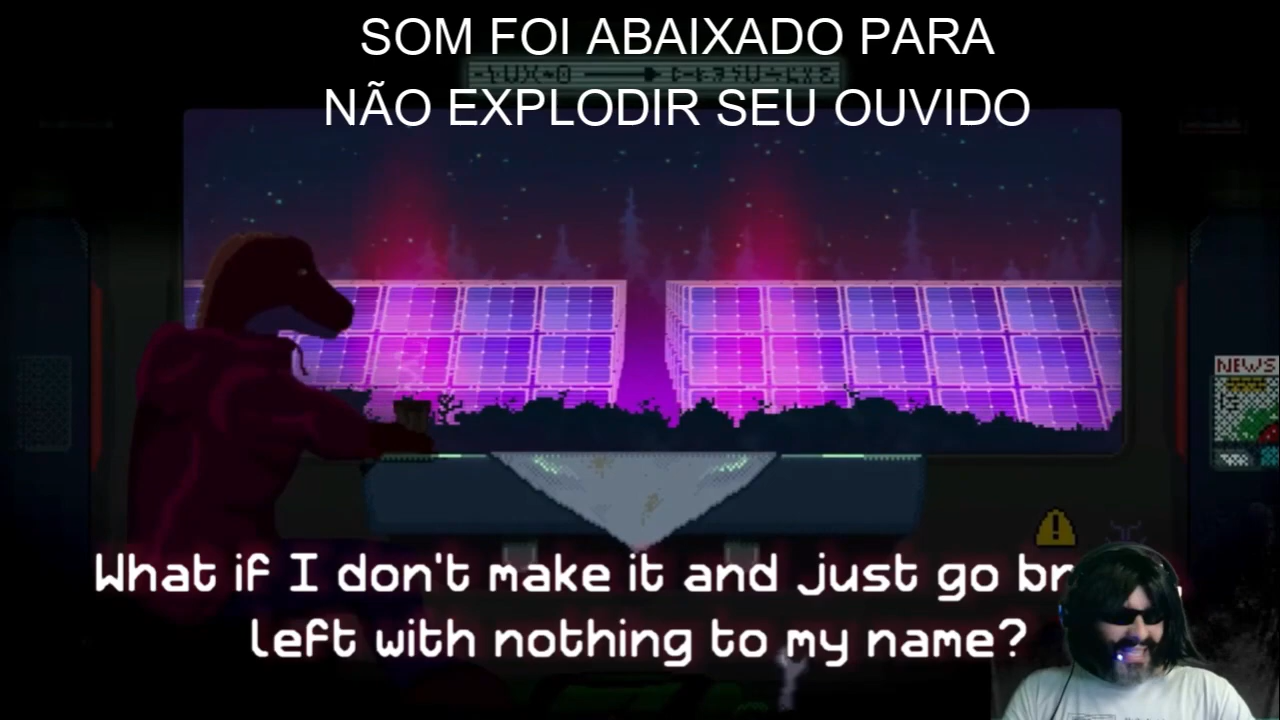 SOM FOI ABAIXADO PARA
NÃO EXPLODIR SEU OUVIDO
NEWS
What if I don't make it and just go
left with nothing to my name?